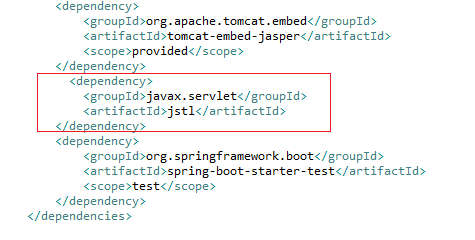 <dependency>
<groupId>org.apache.tomcat.embed</groupId>
<artifactId>tomcat-embed-jasper</artifactId>
<scope>provided</scope>
</dependency>
<dependency>
<groupId>javax.servlet</groupId>
<artifactId>jstl</artifactId>
</dependency>
<dependency>
<groupId>org.springframework.boot</groupId>
<artifactId>spring-boot-starter-test</artifactId>
<scope>test</scope>
</dependency>
</dependencies>